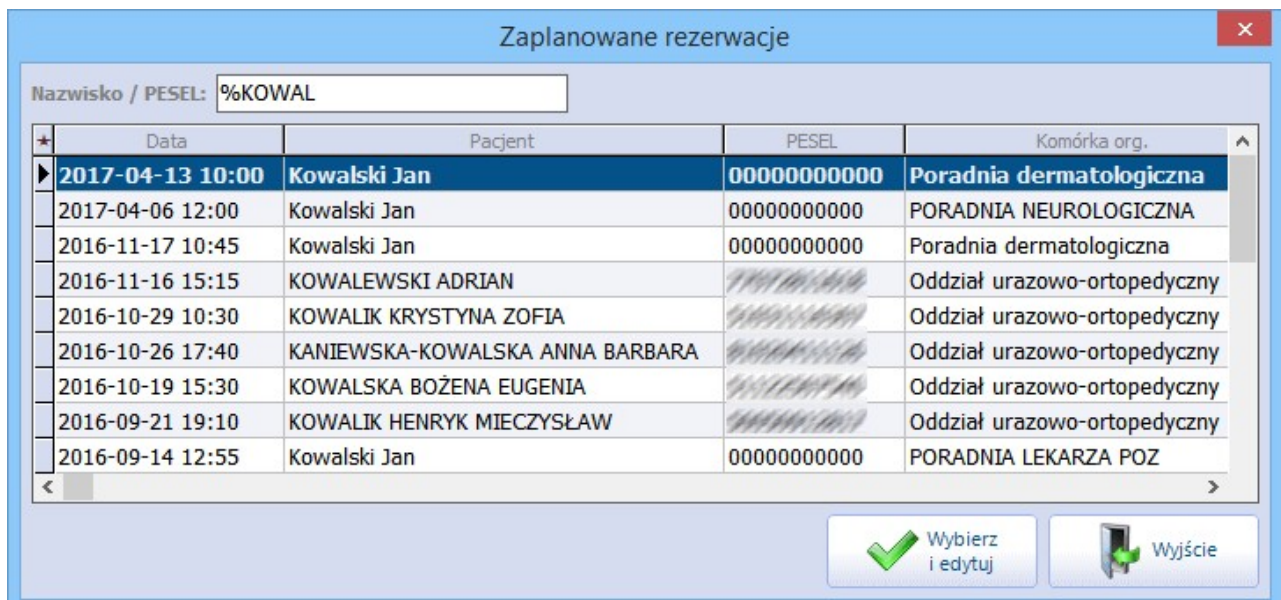 Zaplanowane rezerwacje
Nazwisko / PESEL: %KOWAL
Data Pacjent PESEL Komórka org.
2017-04-13 10:00 Kowalski Jan 00000000000 Poradnia dermatologiczna
2017-04-06 12:00 Kowalski Jan 00000000000 PORADNIA NEUROLOGICZNA
2016-11-17 10:45 Kowalski Jan 00000000000 Poradnia dermatologiczna
2016-11-16 15:15 KOWALEWSKI ADRIAN Oddział urazowo-ortopedyczny
2016-10-29 10:30 KOWALIK KRYSTYNA ZOFIA Oddział urazowo-ortopedyczny
2016-10-26 17:40 KANIEWSKA-KOWALSKA ANNA BARBARA Oddział urazowo-ortopedyczny
2016-10-19 15:30 KOWALSKA BOŻENA EUGENIA Oddział urazowo-ortopedyczny
2016-09-21 19:10 KOWALIK HENRYK MIECZYSŁAW Oddział urazowo-ortopedyczny
2016-09-14 12:55 Kowalski Jan 00000000000 PORADNIA LEKARZA POZ
Wybierz
i edytuj
Wyjście